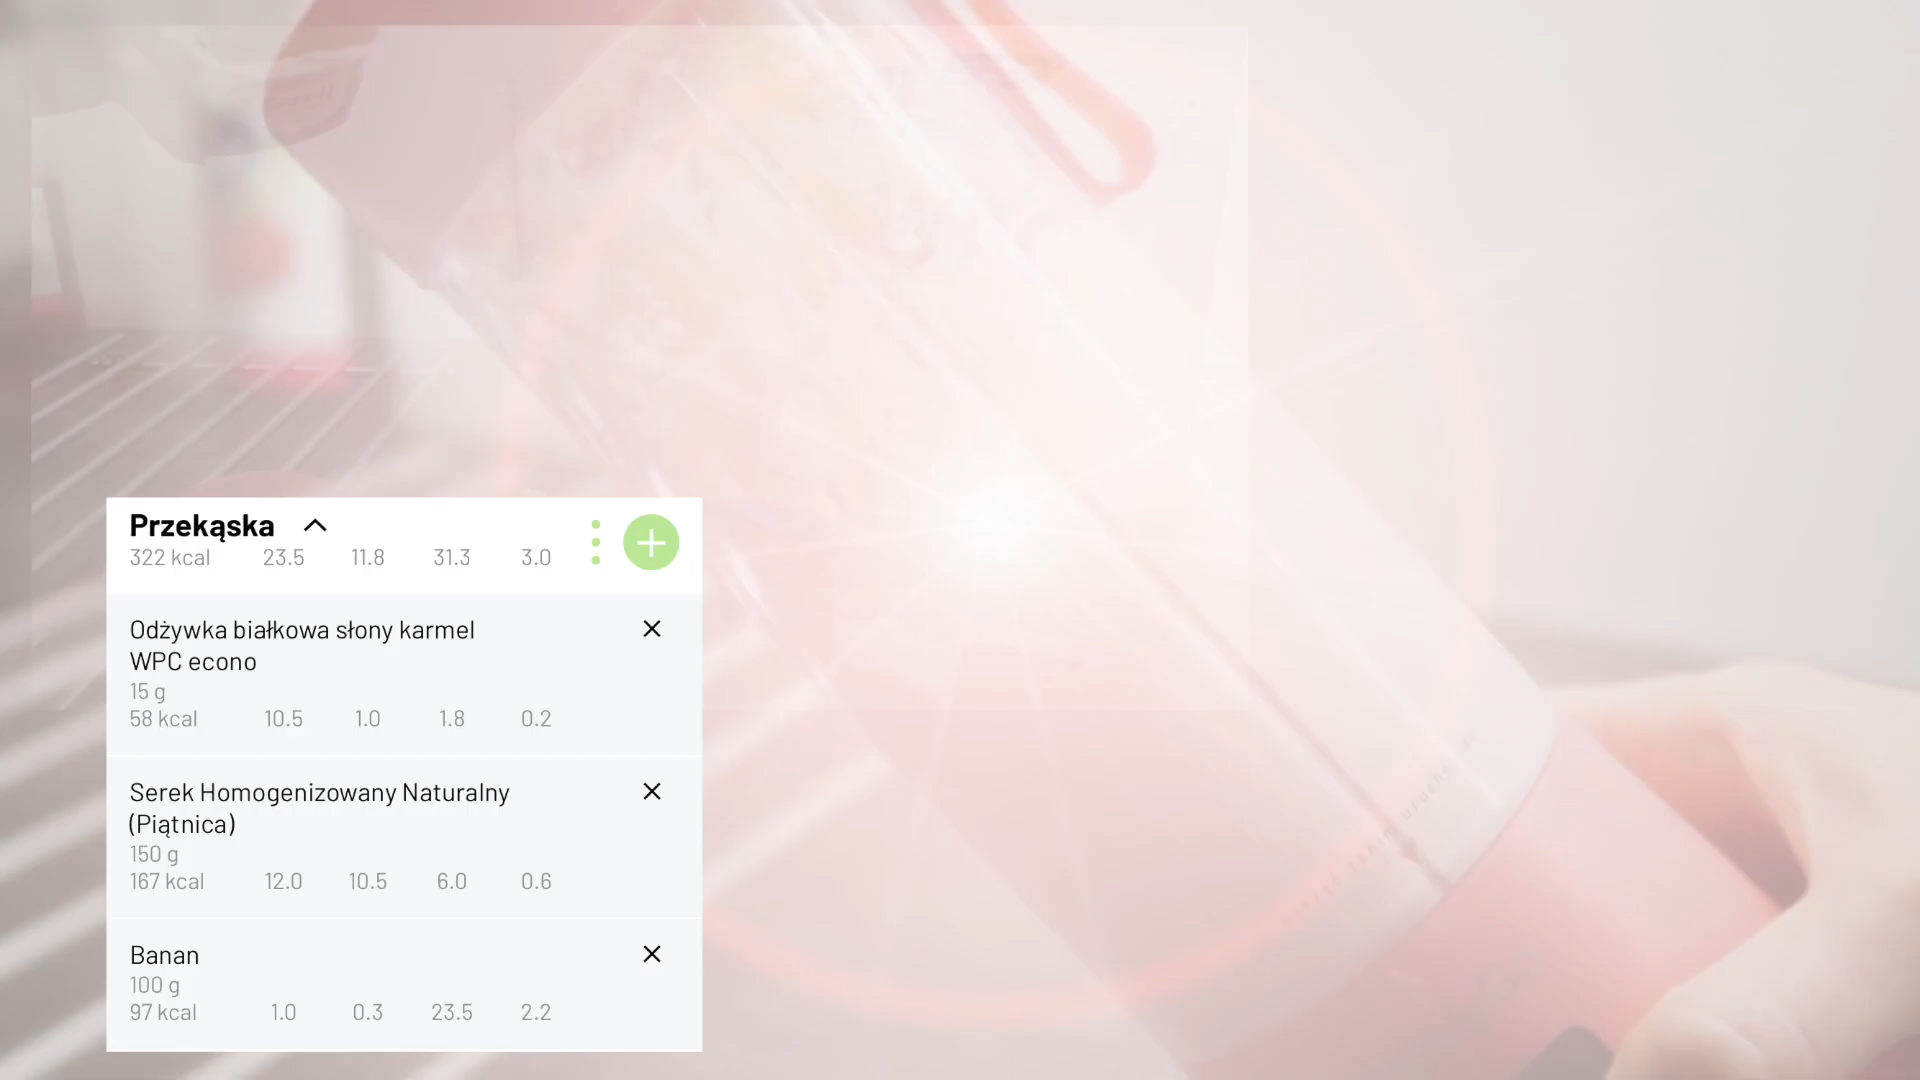 Przekąska
322 kcal 23.5 11.8 31.3 3.0
Odżywka białkowa słony karmel
WPC econo
15 g
58 kcal 10.5 1.0 1.8 0.2
Serek Homogenizowany Naturalny
(Piątnica)
150 g
167 kcal 12.0 10.5 6.0 0.6
Banan
100 g
97 kcal 1.0 0.3 23.5 2.2